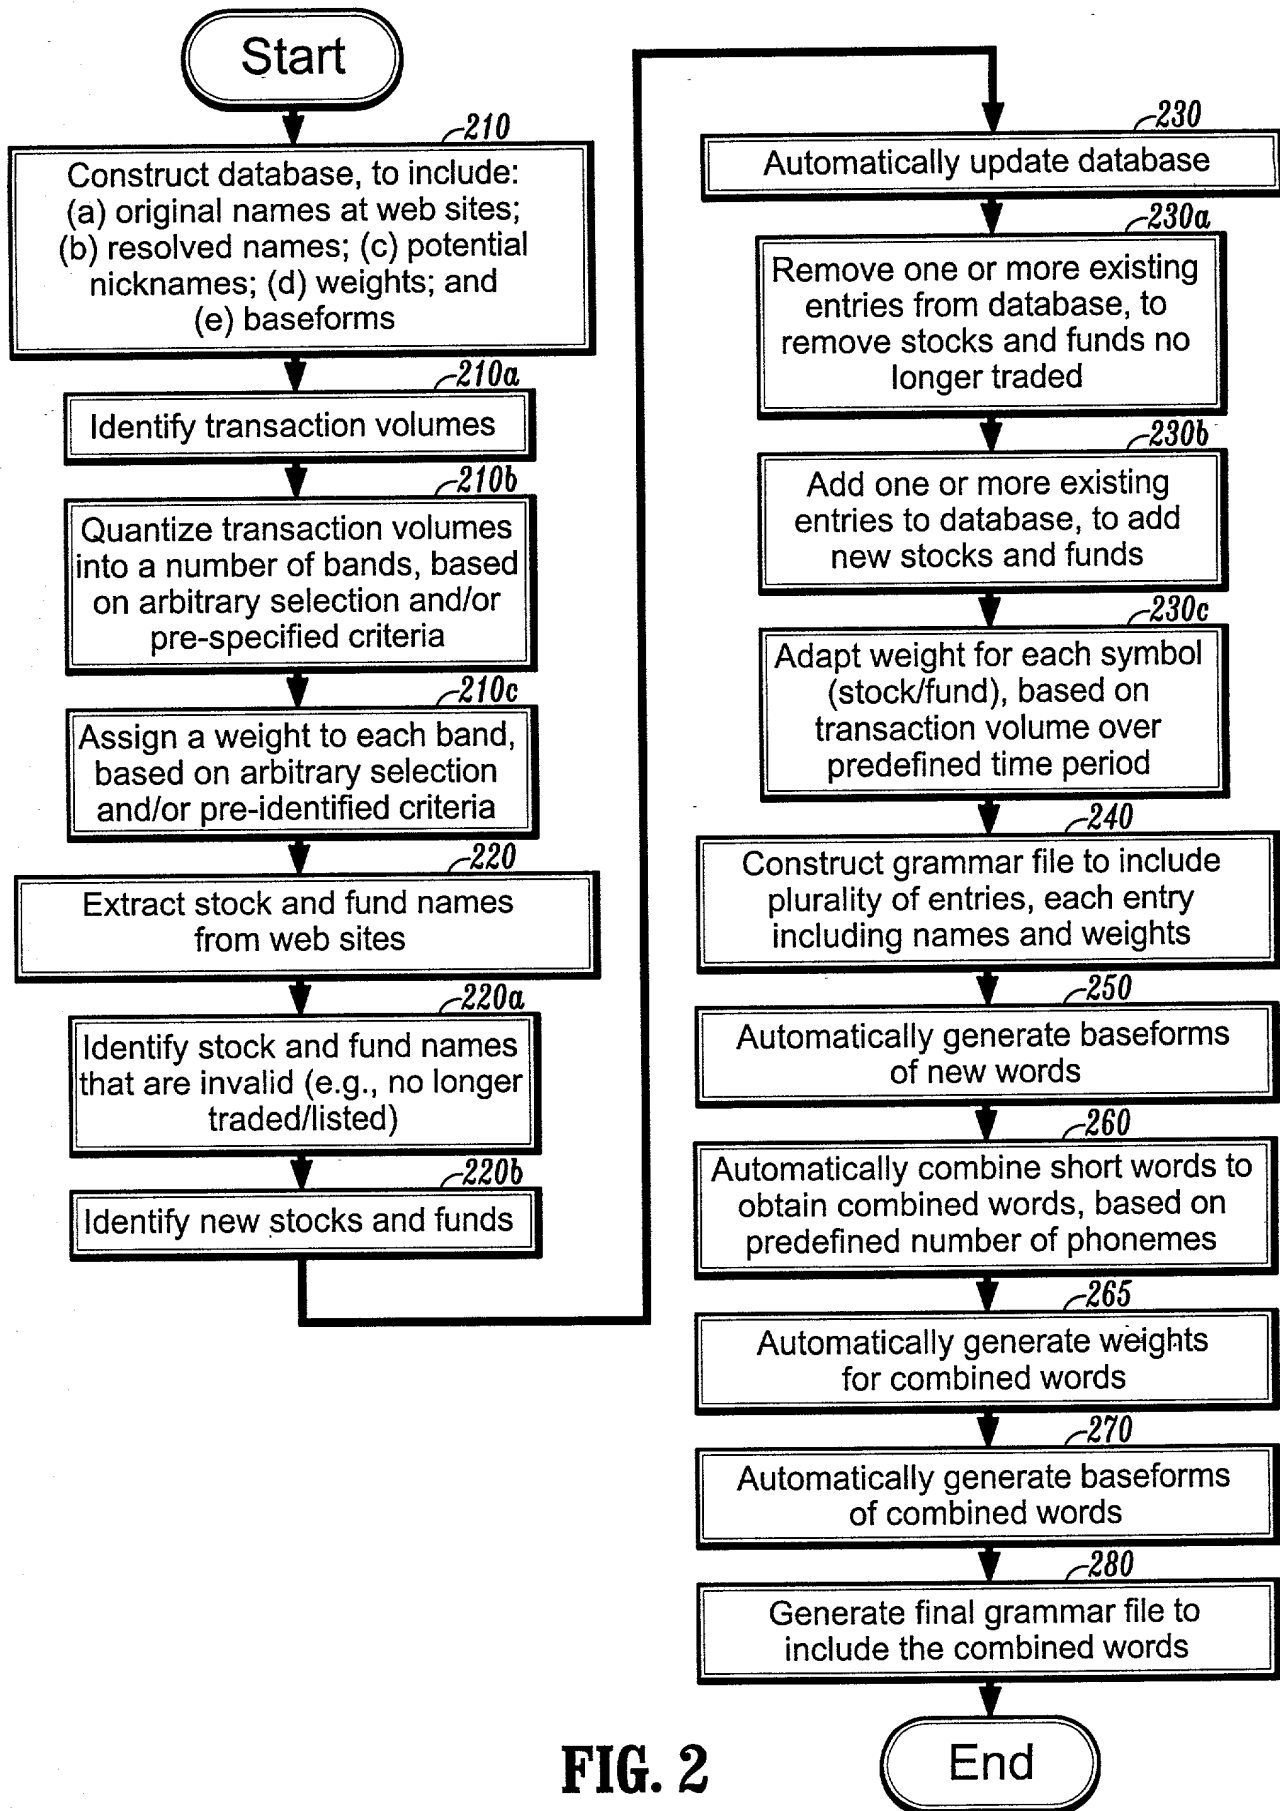 Start
210
Construct database, to include:
(a) original names at web sites;
(b) resolved names; (c) potential
nicknames; (d) weights; and
(e) baseforms
210a
Identify transaction volumes
210b
Quantize transaction volumes
into a number of bands, based
on arbitrary selection and/or
pre-specified criteria
210c
Assign a weight to each band,
based on arbitrary selection
and/or pre-identified criteria
220
Extract stock and fund names
from web sites
220a
Identify stock and fund names
that are invalid (e.g., no longer
traded/listed)
220b
Identify new stocks and funds
230
Automatically update database
230a
Remove one or more existing
entries from database, to
remove stocks and funds no
longer traded
230b
Add one or more existing
entries to database, to add
new stocks and funds
230c
Adapt weight for each symbol
(stock/fund), based on
transaction volume over
predefined time period
240
Construct grammar file to include
plurality of entries, each entry
including names and weights
250
Automatically generate baseforms
of new words
260
Automatically combine short words to
obtain combined words, based on
predefined number of phonemes
265
Automatically generate weights
for combined words
270
Automatically generate baseforms
of combined words
280
Generate final grammar file to
include the combined words
End
FIG. 2